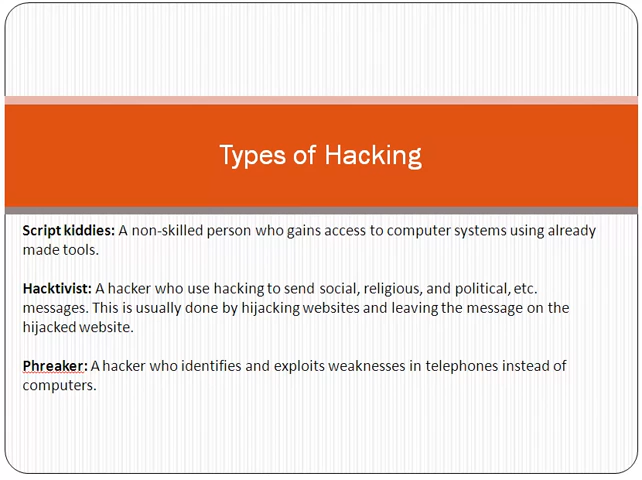 Types of Hacking
Script kiddies: A non-skilled person who gains access to computer systems using already
made tools.
Hacktivist: A hacker who use hacking to send social, religious, and political, etc.
messages. This is usually done by hijacking websites and leaving the message on the
hijacked website.
Phreaker: A hacker who identifies and exploits weaknesses in telephones instead of
computers.